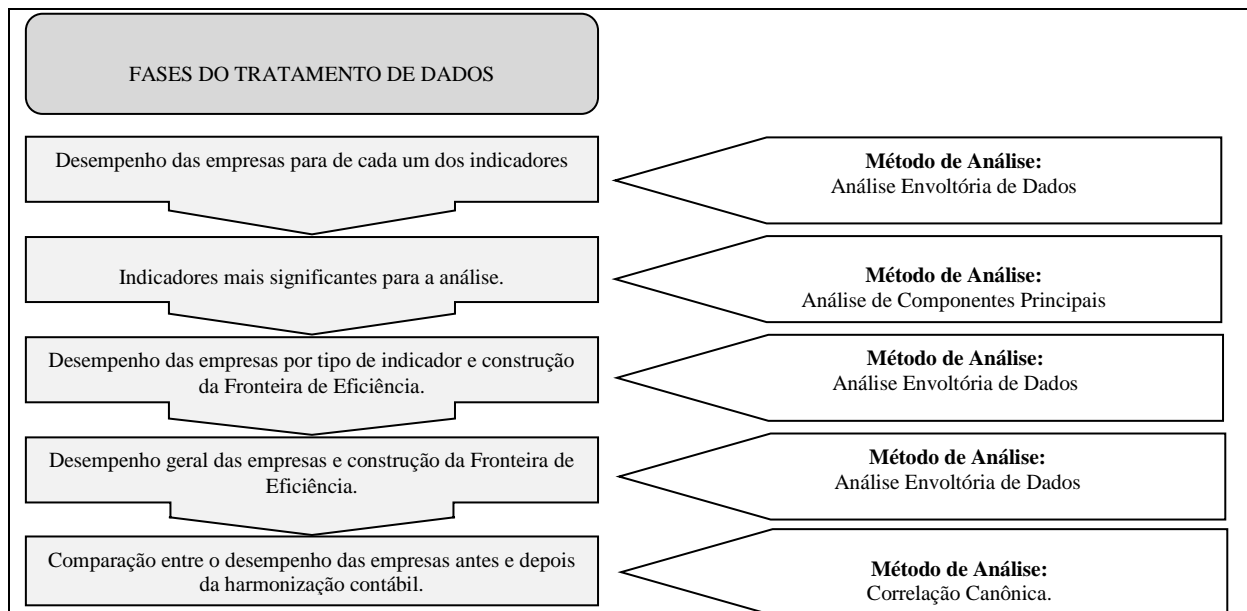 FASES DO TRATAMENTO DE DADOS
Desempenho das empresas para de cada um dos indicadores
Método de Análise:
Análise Envoltória de Dados
Indicadores mais significantes para a análise.
Método de Análise:
Análise de Componentes Principais
Desempenho das empresas por tipo de indicador e construção
da Fronteira de Eficiência.
Método de Análise:
Análise Envoltória de Dados
Desempenho geral das empresas e construção da Fronteira de
Eficiência.
Método de Análise:
Análise Envoltória de Dados
Comparação entre o desempenho das empresas antes e depois
da harmonização contábil.
Método de Análise:
Correlação Canônica.